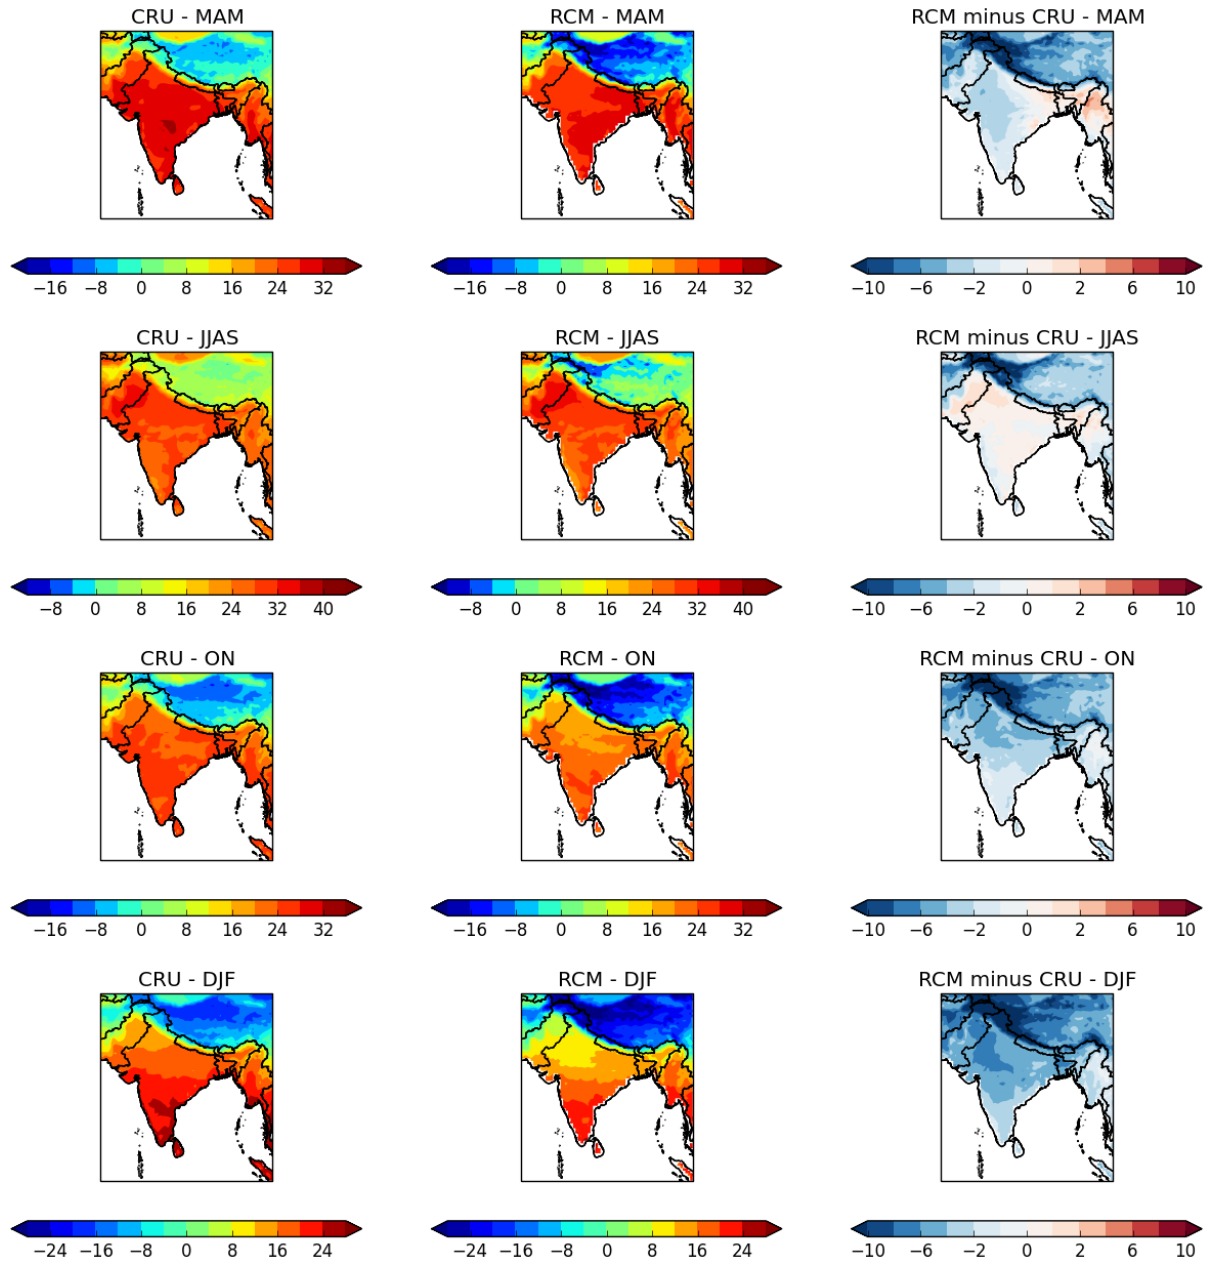 CRU - MAM RCM - MAM RCM minus CRU - MAM
−16 −8 0 8 16 24 32 −16 −8 0 8 16 24 32 −10 −6 −2 0 2 6 10
CRU - JJAS RCM - JJAS RCM minus CRU - JJAS
−8 0 8 16 24 32 40 −8 0 8 16 24 32 40 −10 −6 −2 0 2 6 10
CRU - ON RCM - ON RCM minus CRU - ON
−16 −8 0 8 16 24 32 −16 −8 0 8 16 24 32 −10 −6 −2 0 2 6 10
CRU - DJF RCM - DJF RCM minus CRU - DJF
−24 −16 −8 0 8 16 24 −24 −16 −8 0 8 16 24 −10 −6 −2 0 2 6 10